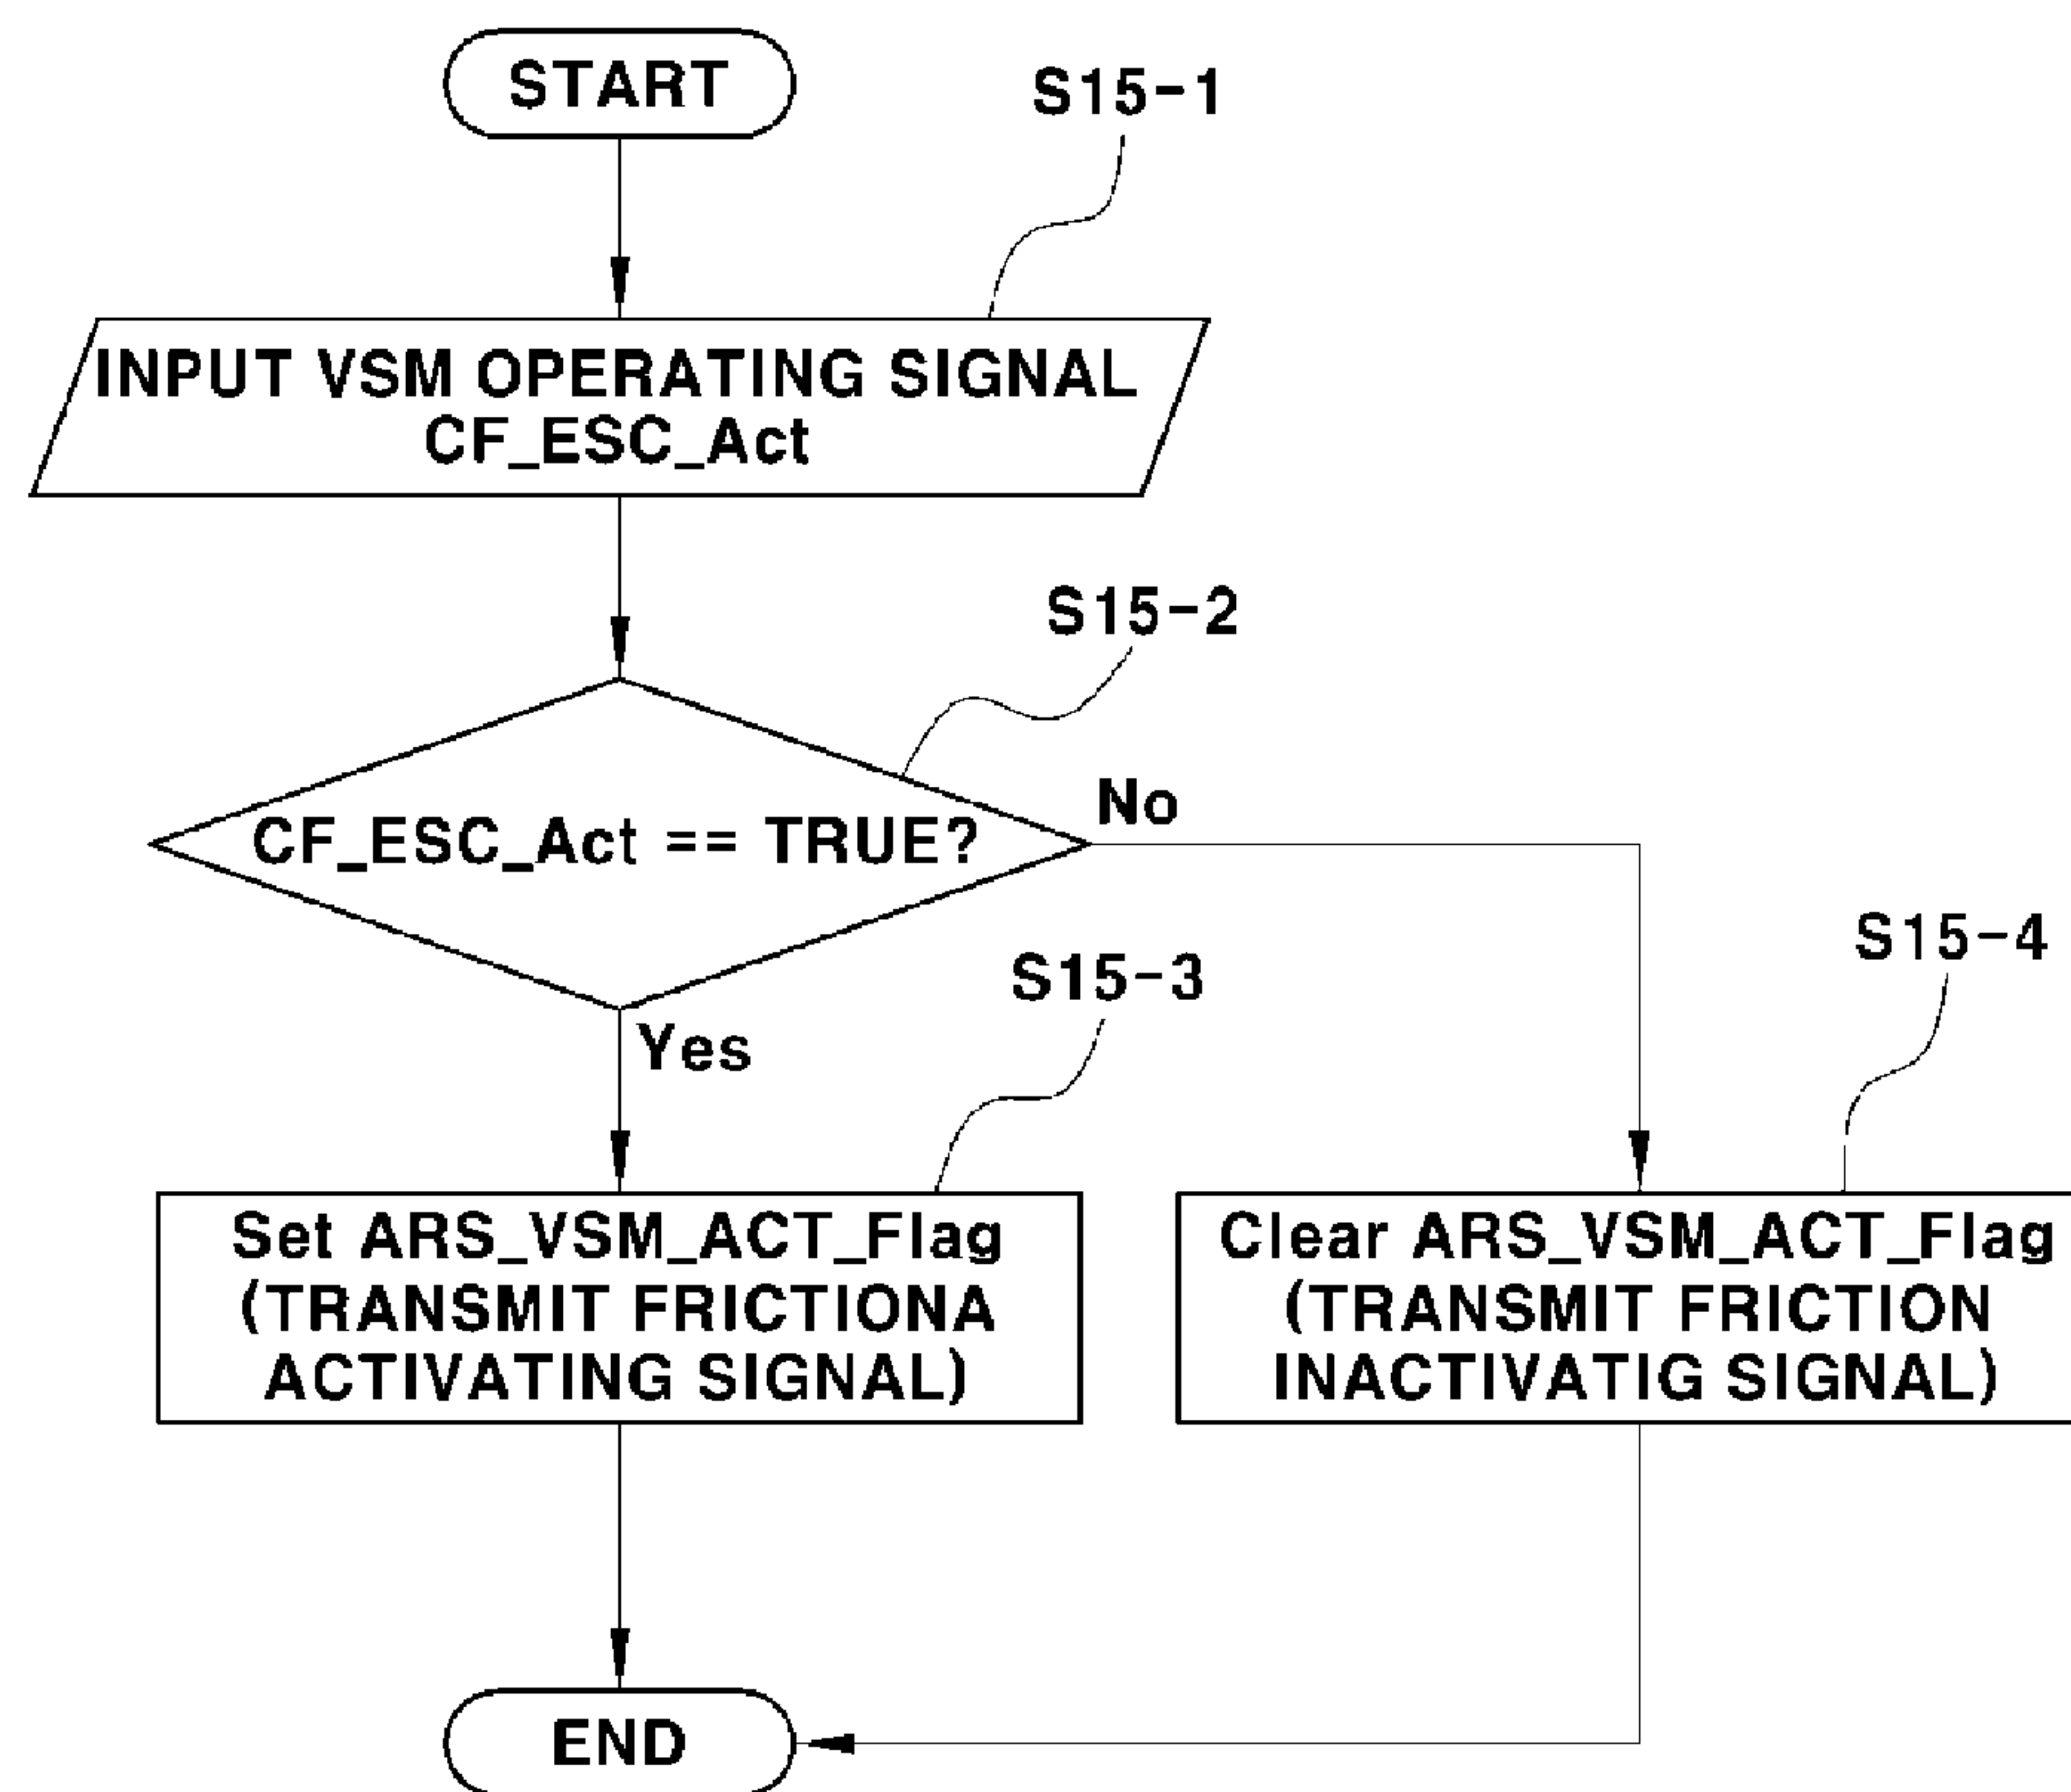 START
S15-1
INPUT VSM OPERATING SIGNAL
CF_ESC_Act
S15-2
CF_ESC_Act == TRUE?
No
Yes
S15-3
S15-4
Set ARS_VSM_ACT_Flag
(TRANSMIT FRICTIONA
ACTIVATING SIGNAL)
Clear ARS_VSM_ACT_Flag
(TRANSMIT FRICTION
INACTIVATIG SIGNAL)
END